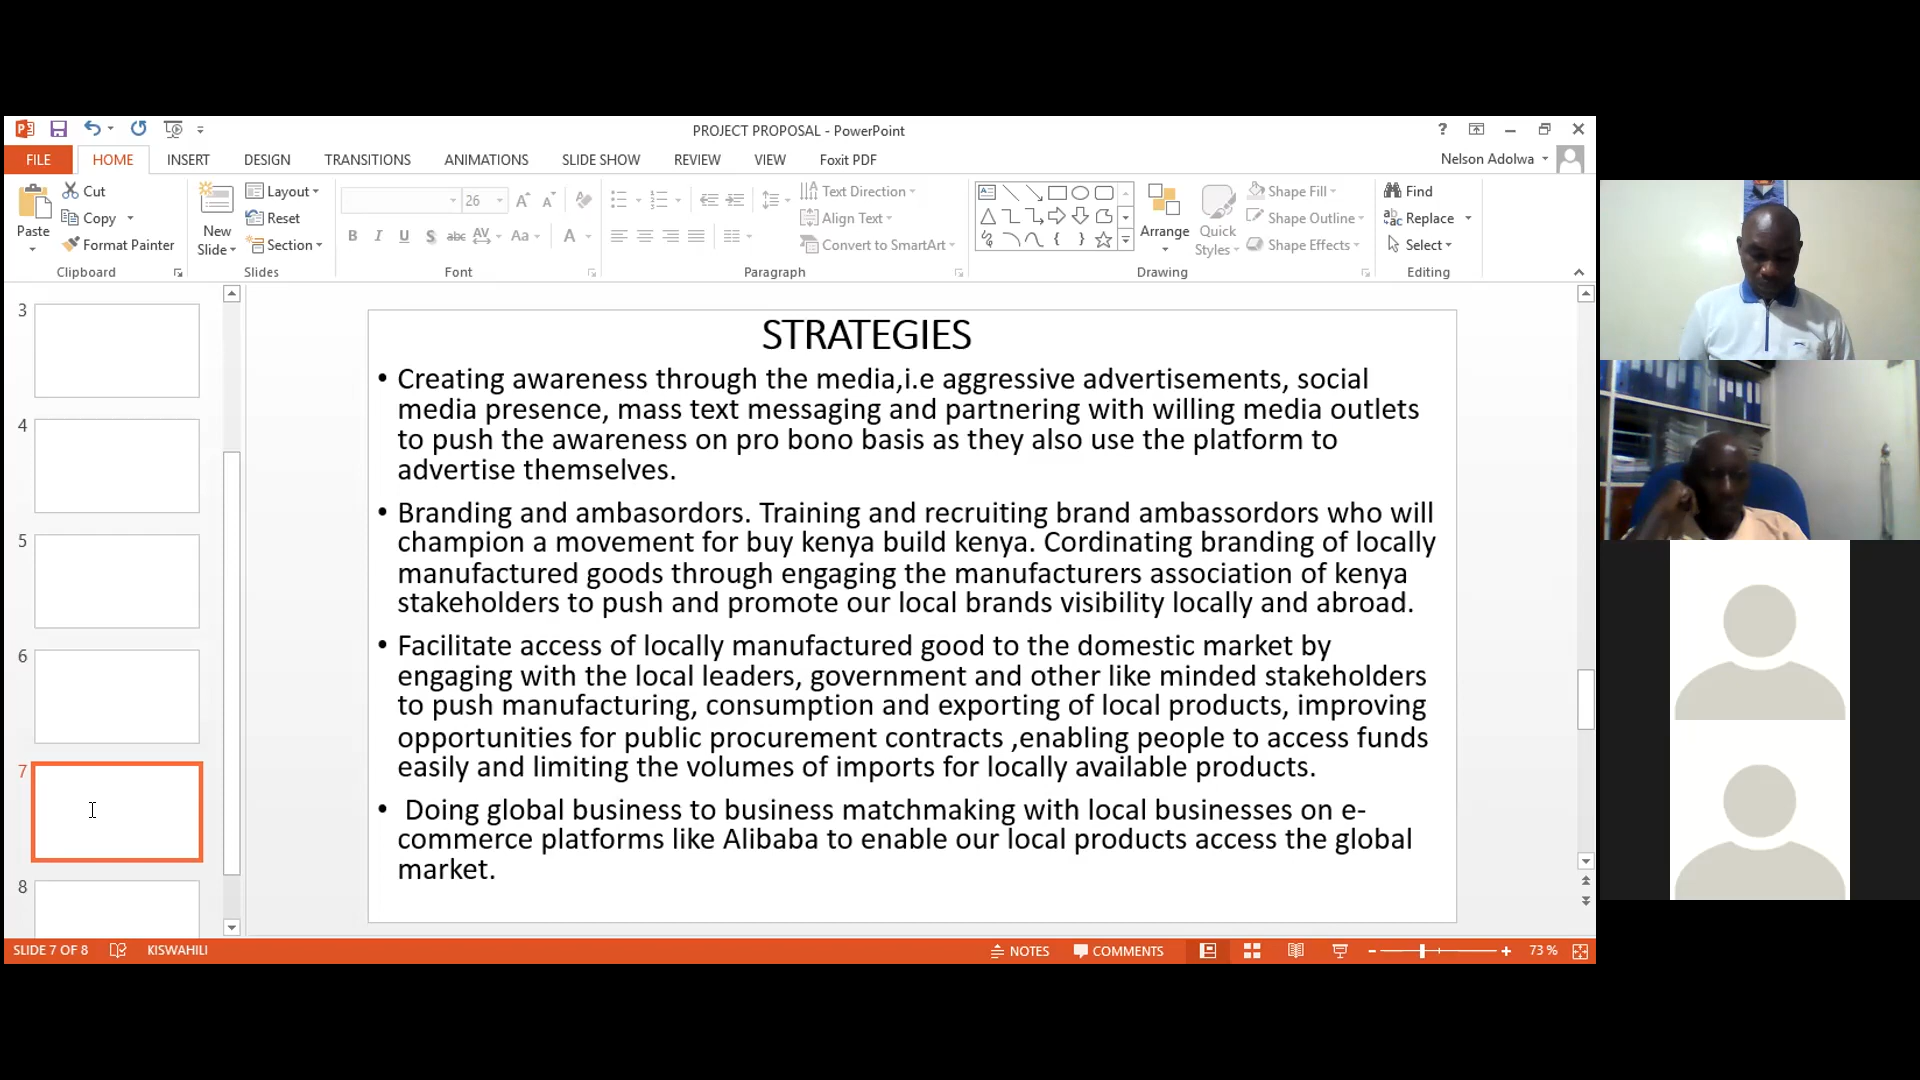 PROJECT PROPOSAL - PowerPoint
?
FILE HOME INSERT DESIGN TRANSITIONS ANIMATIONS SLIDE SHOW REVIEW VIEW Foxit PDF
Nelson Adolwa
Paste
Cut
Copy
Format Painter
Clipboard
New
Slide
Layout
Reset
Section
Slides
26
B I U S abc AV Aa A
Font
Text Direction
Align Text
Convert to SmartArt
Paragraph
Arrange
Quick
Styles
Shape Fill
Shape Outline
Shape Effects
Drawing
Find
Replace
Select
Editing
3
4
5
6
7
8
STRATEGIES
• Creating awareness through the media,i.e aggressive advertisements, social
media presence, mass text messaging and partnering with willing media outlets
to push the awareness on pro bono basis as they also use the platform to
advertise themselves.
• Branding and ambasordors. Training and recruiting brand ambassordors who will
champion a movement for buy kenya build kenya. Cordinating branding of locally
manufactured goods through engaging the manufacturers association of kenya
stakeholders to push and promote our local brands visibility locally and abroad.
• Facilitate access of locally manufactured good to the domestic market by
engaging with the local leaders, government and other like minded stakeholders
to push manufacturing, consumption and exporting of local products, improving
opportunities for public procurement contracts ,enabling people to access funds
easily and limiting the volumes of imports for locally available products.
• Doing global business to business matchmaking with local businesses on e-
commerce platforms like Alibaba to enable our local products access the global
market.
SLIDE 7 OF 8 KISWAHILI
NOTES COMMENTS 73 %